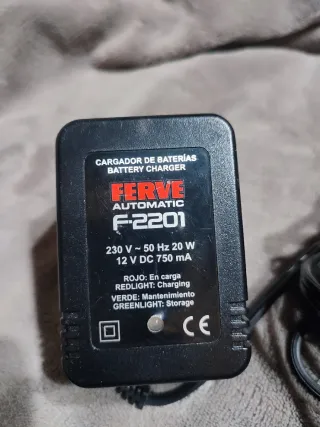 CARGADOR DE BATERÍAS
BATTERY CHARGER
FERVE
AUTOMATIC
F-2201
230 V ~ 50 Hz 20 W
12 V DC 750 mA
ROJO: En carga
REDLIGHT: Charging
VERDE: Mantenimiento
GREENLIGHT: Storage
CE